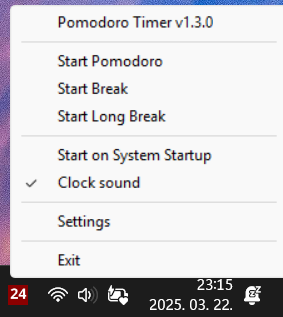 Pomodoro Timer v1.3.0
Start Pomodoro
Start Break
Start Long Break
Start on System Startup
Clock sound
Settings
Exit
24
23:15
2025. 03. 22.